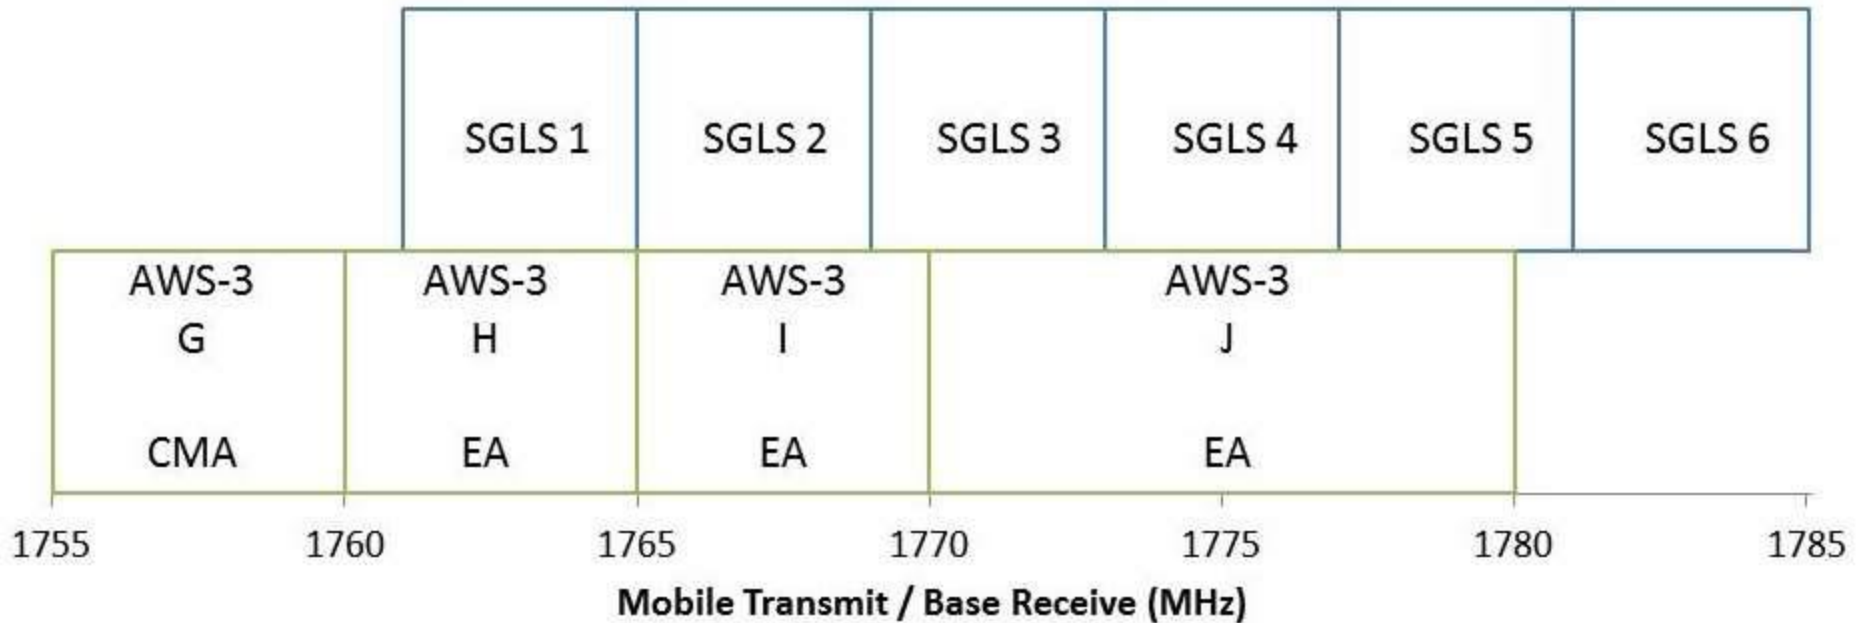 SGLS 1 SGLS 2 SGLS 3 SGLS 4 SGLS 5 SGLS 6
AWS-3 AWS-3 AWS-3 AWS-3
G H I J
CMA EA EA EA
1755 1760 1765 1770 1775 1780 1785
Mobile Transmit / Base Receive (MHz)